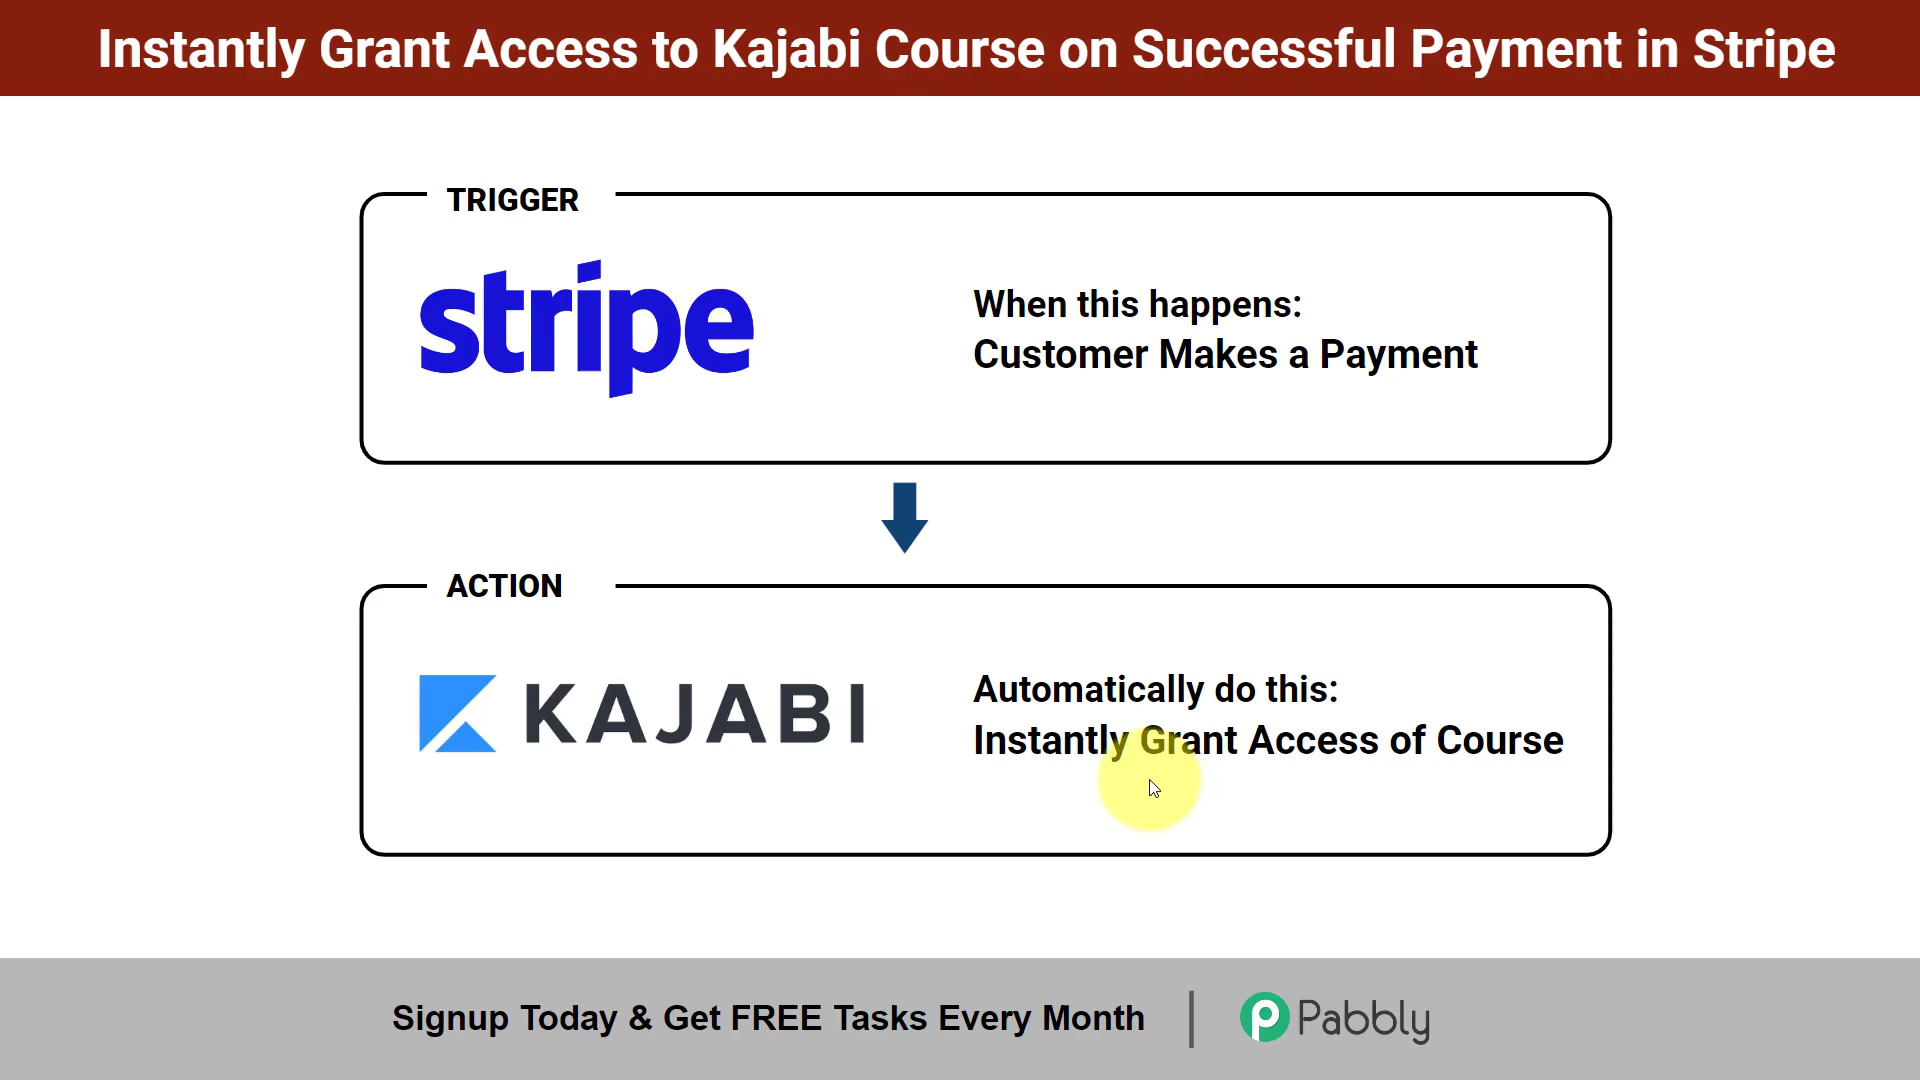 Instantly Grant Access to Kajabi Course on Successful Payment in Stripe
TRIGGER
stripe
When this happens:
Customer Makes a Payment
ACTION
KAJABI
Automatically do this:
Instantly Grant Access of Course
Signup Today & Get FREE Tasks Every Month | Pabbly